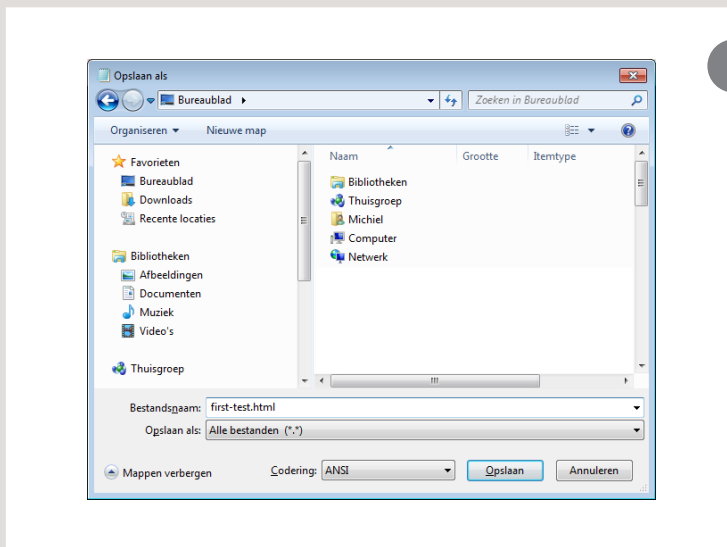 Opslaan als
Bureaublad
Zoeken in Bureaublad
Organiseren
Nieuwe map
Favorieten
Bureaublad
Downloads
Recente locaties
Bibliotheken
Afbeeldingen
Documenten
Muziek
Video's
Thuisgroep
Naam Grootte Itemtype
Bibliotheken
Thuisgroep
Michiel
Computer
Netwerk
Bestandsnaam: first-test.html
Opslaan als: Alle bestanden (*.*)
Mappen verbergen
Codering: ANSI
Opslaan
Annuleren